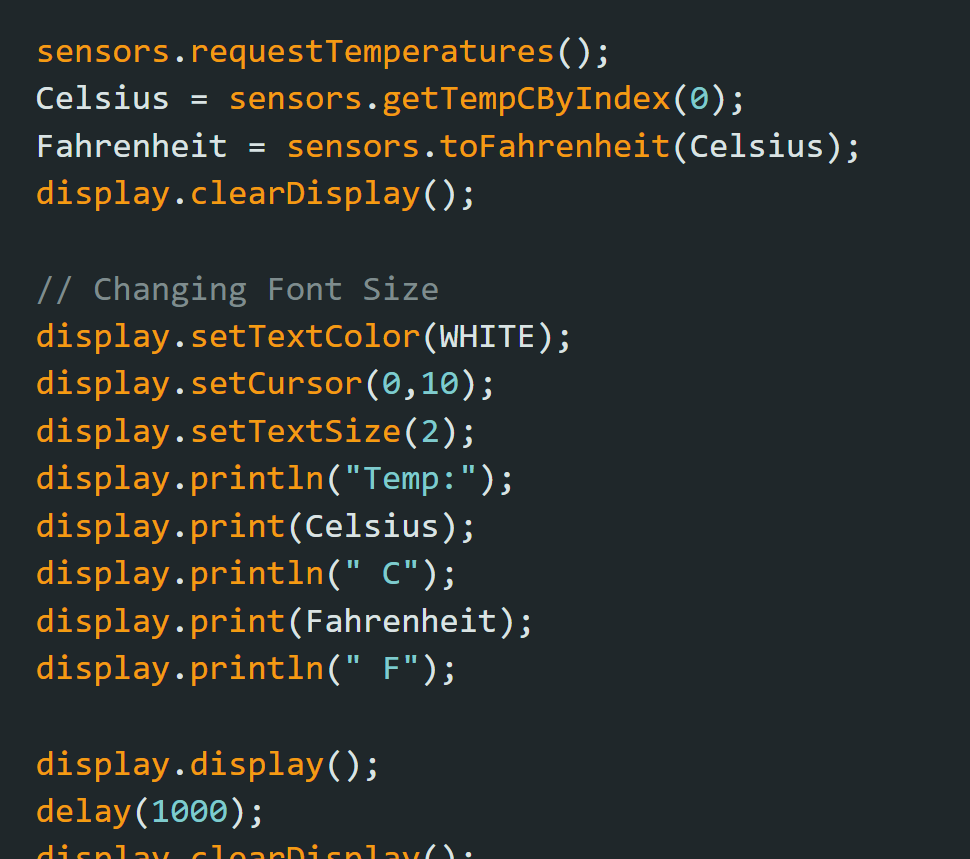 sensors.requestTemperatures();
Celsius = sensors.getTempCByIndex(0);
Fahrenheit = sensors.toFahrenheit(Celsius);
display.clearDisplay();
// Changing Font Size
display.setTextColor(WHITE);
display.setCursor(0,10);
display.setTextSize(2);
display.println("Temp:");
display.print(Celsius);
display.println(" C");
display.print(Fahrenheit);
display.println(" F");
display.display();
delay(1000);
display.clearDisplay();